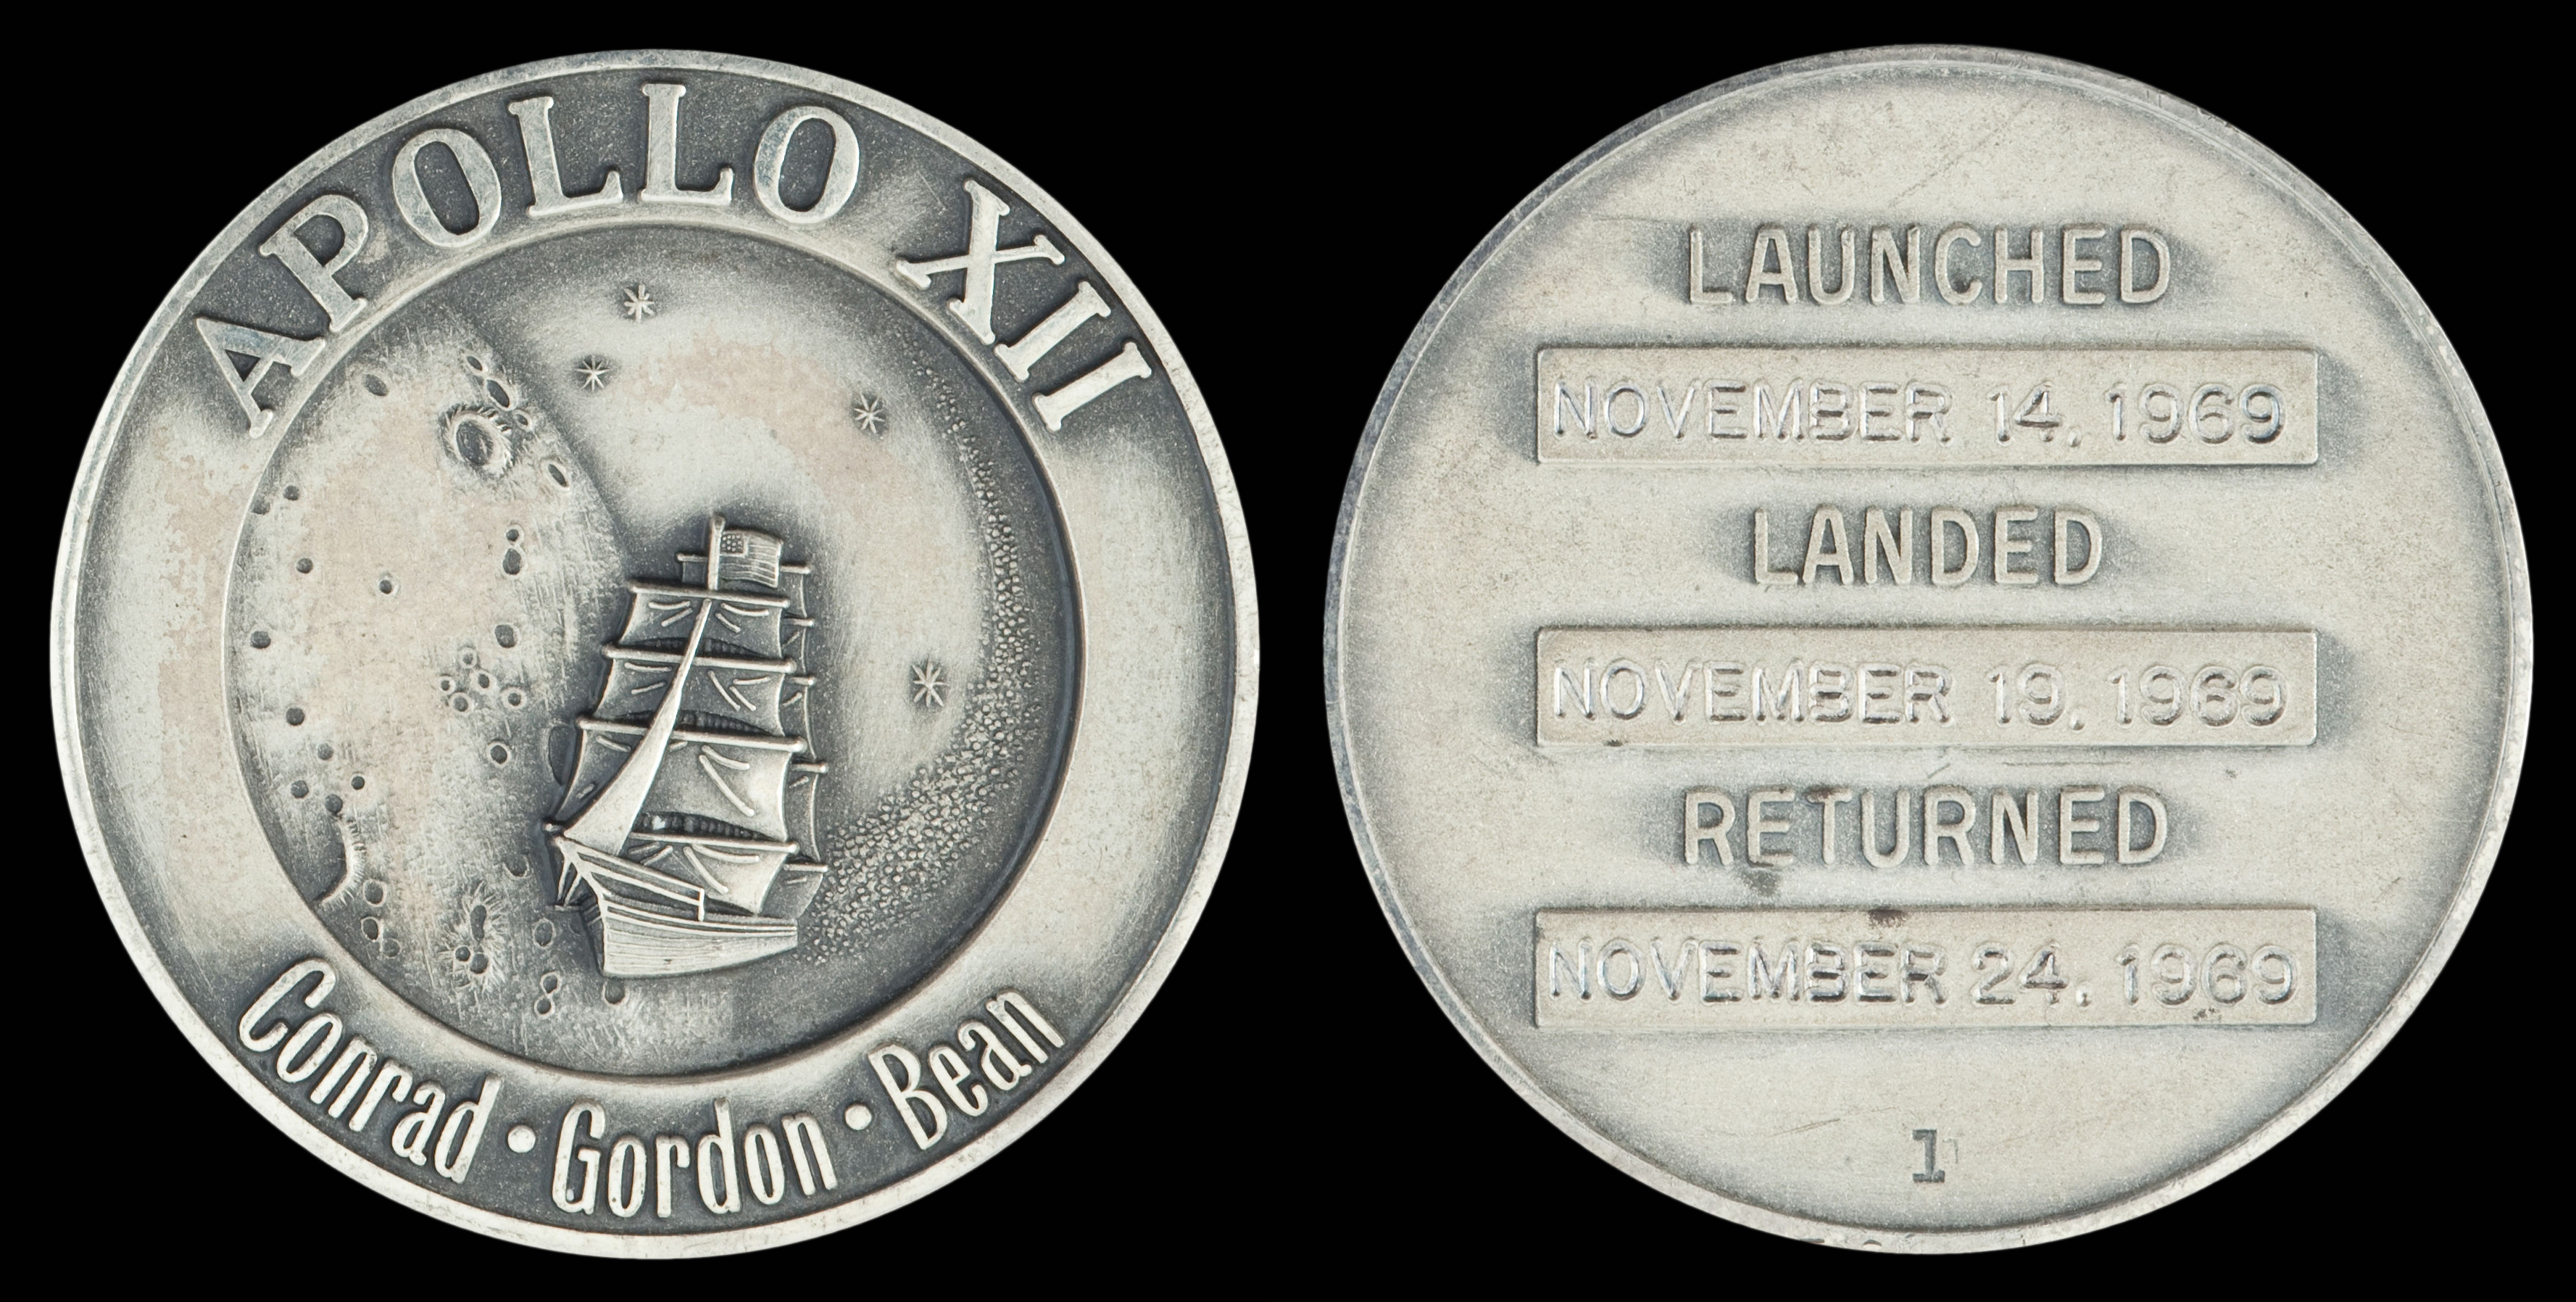 APOLLO XII
Conrad • Gordon • Bean
LAUNCHED
NOVEMBER 14, 1969
LANDED
NOVEMBER 19, 1969
RETURNED
NOVEMBER 24, 1969
1